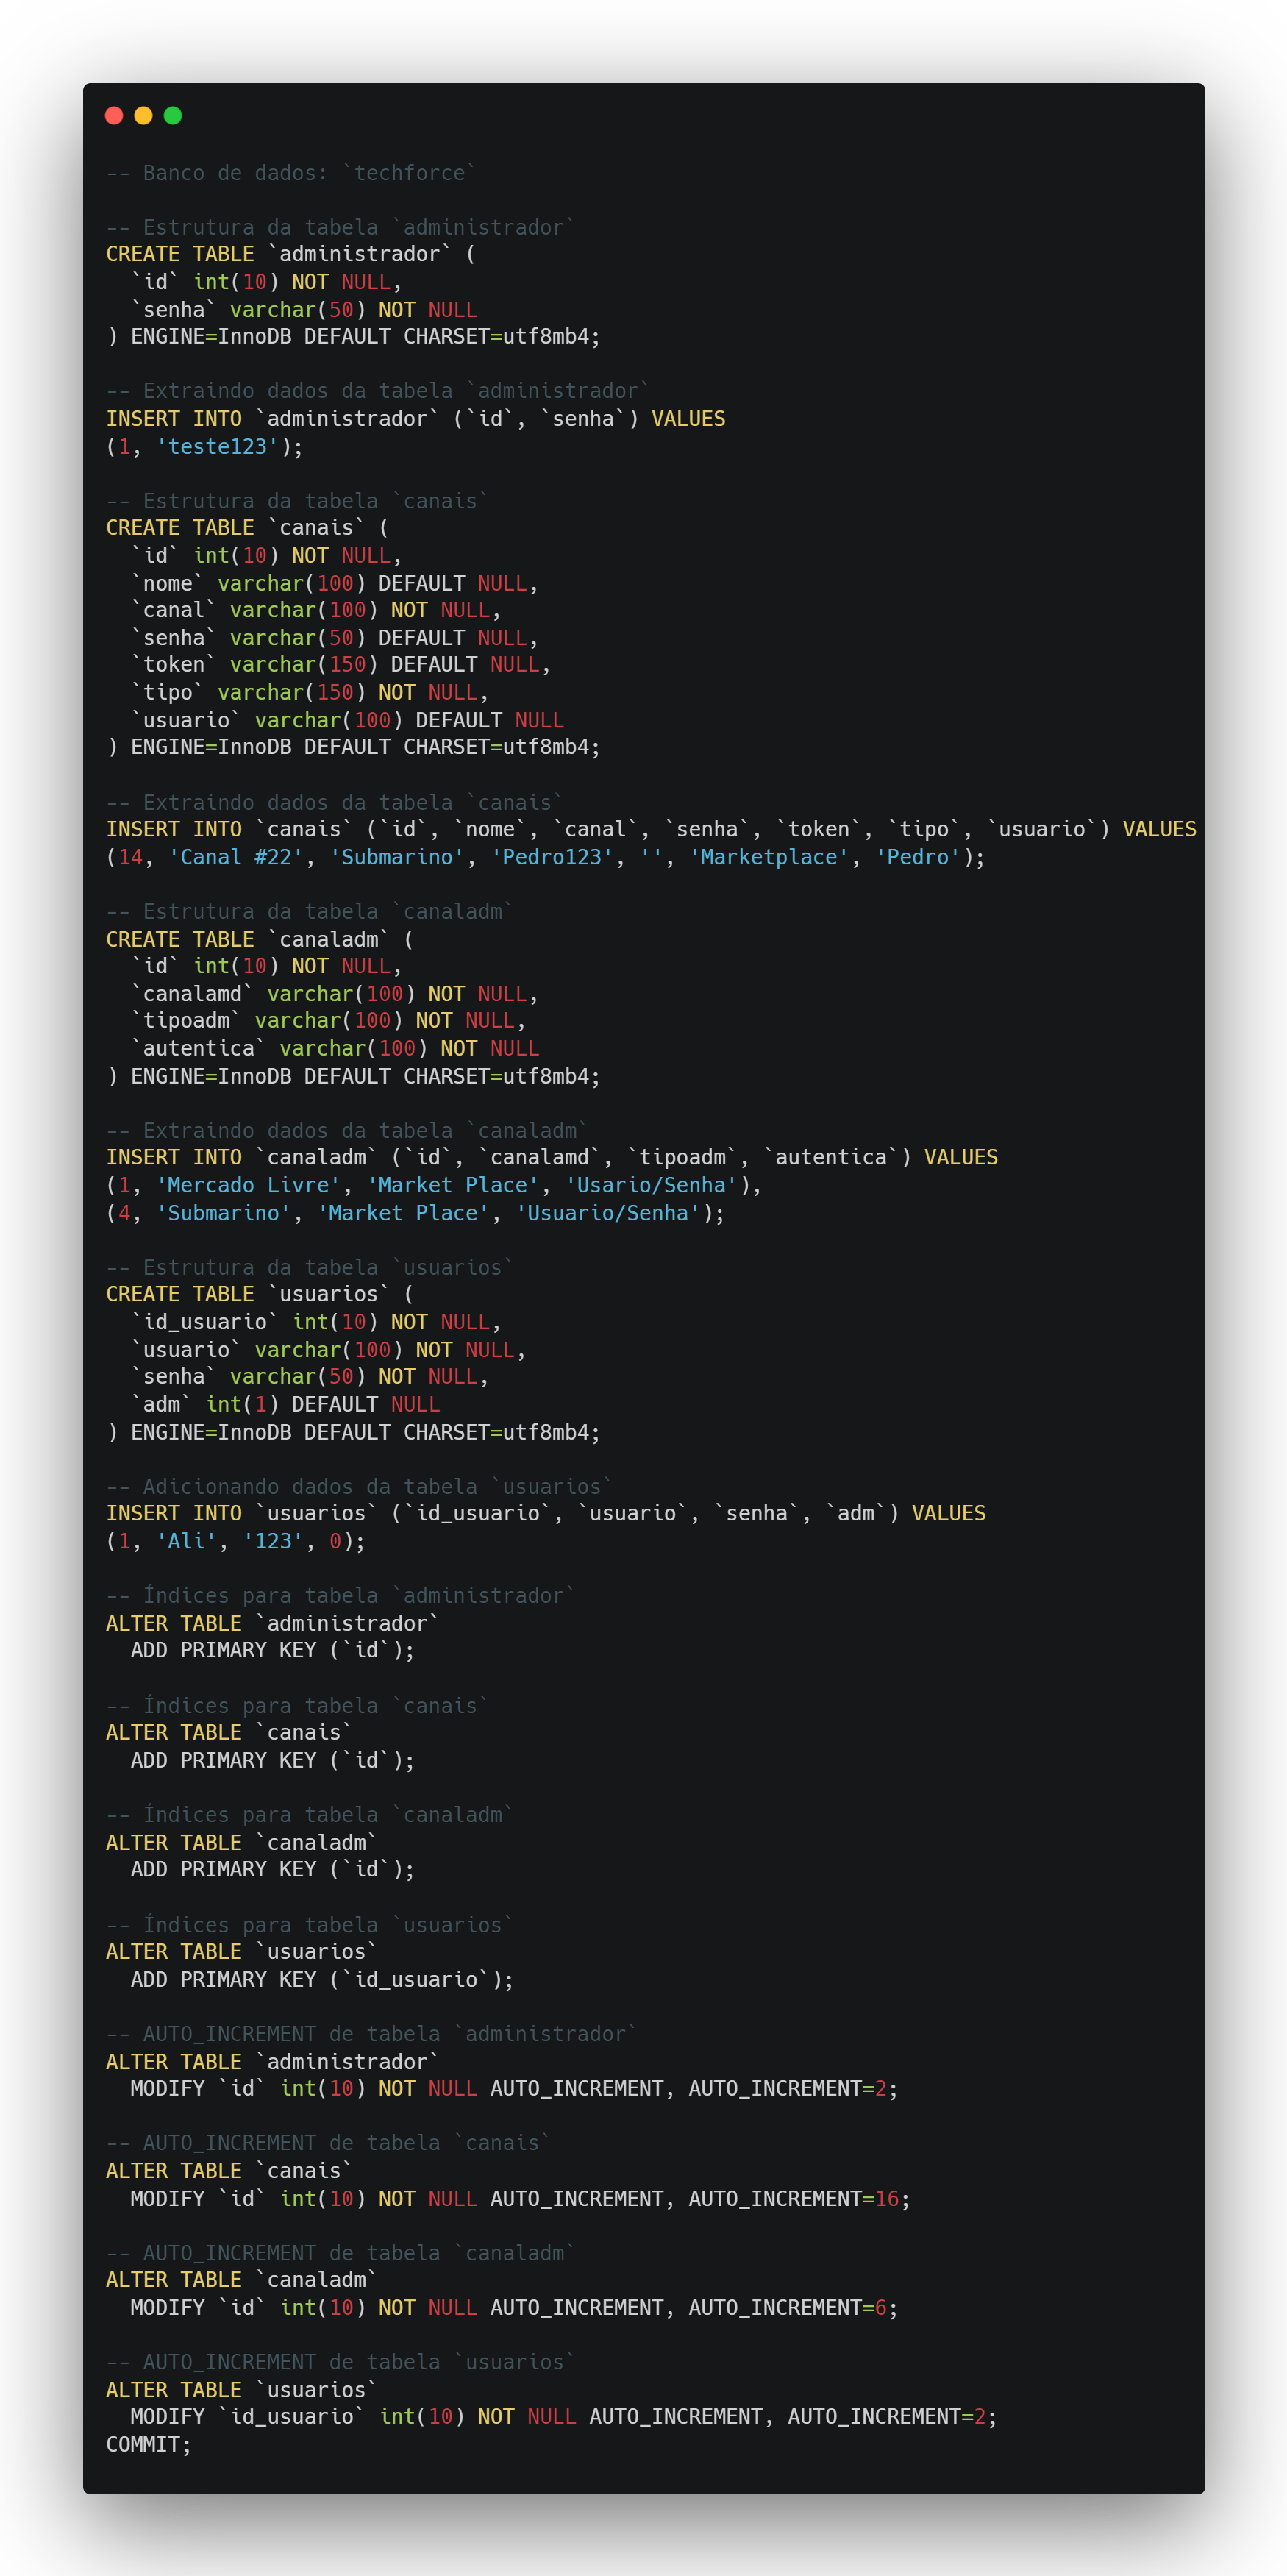 -- Banco de dados: `techforce`
-- Estrutura da tabela `administrador`
CREATE TABLE `administrador` (
  `id` int(10) NOT NULL,
  `senha` varchar(50) NOT NULL
) ENGINE=InnoDB DEFAULT CHARSET=utf8mb4;
-- Extraindo dados da tabela `administrador`
INSERT INTO `administrador` (`id`, `senha`) VALUES
(1, 'teste123');
-- Estrutura da tabela `canais`
CREATE TABLE `canais` (
  `id` int(10) NOT NULL,
  `nome` varchar(100) DEFAULT NULL,
  `canal` varchar(100) NOT NULL,
  `senha` varchar(50) DEFAULT NULL,
  `token` varchar(150) DEFAULT NULL,
  `tipo` varchar(150) NOT NULL,
  `usuario` varchar(100) DEFAULT NULL
) ENGINE=InnoDB DEFAULT CHARSET=utf8mb4;
-- Extraindo dados da tabela `canais`
INSERT INTO `canais` (`id`, `nome`, `canal`, `senha`, `token`, `tipo`, `usuario`) VALUES
(14, 'Canal #22', 'Submarino', 'Pedro123', '', 'Marketplace', 'Pedro');
-- Estrutura da tabela `canaladm`
CREATE TABLE `canaladm` (
  `id` int(10) NOT NULL,
  `canalamd` varchar(100) NOT NULL,
  `tipoadm` varchar(100) NOT NULL,
  `autentica` varchar(100) NOT NULL
) ENGINE=InnoDB DEFAULT CHARSET=utf8mb4;
-- Extraindo dados da tabela `canaladm`
INSERT INTO `canaladm` (`id`, `canalamd`, `tipoadm`, `autentica`) VALUES
(1, 'Mercado Livre', 'Market Place', 'Usario/Senha'),
(4, 'Submarino', 'Market Place', 'Usuario/Senha');
-- Estrutura da tabela `usuarios`
CREATE TABLE `usuarios` (
  `id_usuario` int(10) NOT NULL,
  `usuario` varchar(100) NOT NULL,
  `senha` varchar(50) NOT NULL,
  `adm` int(1) DEFAULT NULL
) ENGINE=InnoDB DEFAULT CHARSET=utf8mb4;
-- Adicionando dados da tabela `usuarios`
INSERT INTO `usuarios` (`id_usuario`, `usuario`, `senha`, `adm`) VALUES
(1, 'Ali', '123', 0);
-- Índices para tabela `administrador`
ALTER TABLE `administrador`
  ADD PRIMARY KEY (`id`);
-- Índices para tabela `canais`
ALTER TABLE `canais`
  ADD PRIMARY KEY (`id`);
-- Índices para tabela `canaladm`
ALTER TABLE `canaladm`
  ADD PRIMARY KEY (`id`);
-- Índices para tabela `usuarios`
ALTER TABLE `usuarios`
  ADD PRIMARY KEY (`id_usuario`);
-- AUTO_INCREMENT de tabela `administrador`
ALTER TABLE `administrador`
  MODIFY `id` int(10) NOT NULL AUTO_INCREMENT, AUTO_INCREMENT=2;
-- AUTO_INCREMENT de tabela `canais`
ALTER TABLE `canais`
  MODIFY `id` int(10) NOT NULL AUTO_INCREMENT, AUTO_INCREMENT=16;
-- AUTO_INCREMENT de tabela `canaladm`
ALTER TABLE `canaladm`
  MODIFY `id` int(10) NOT NULL AUTO_INCREMENT, AUTO_INCREMENT=6;
-- AUTO_INCREMENT de tabela `usuarios`
ALTER TABLE `usuarios`
  MODIFY `id_usuario` int(10) NOT NULL AUTO_INCREMENT, AUTO_INCREMENT=2;
COMMIT;